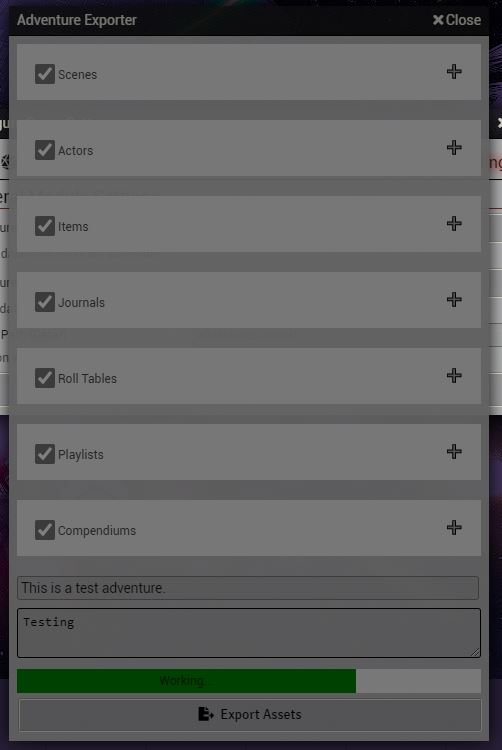 Adventure Exporter
Close
Scenes
Actors
Items
Journals
Roll Tables
Playlists
Compendiums
This is a test adventure.
Testing
Working...
Export Assets